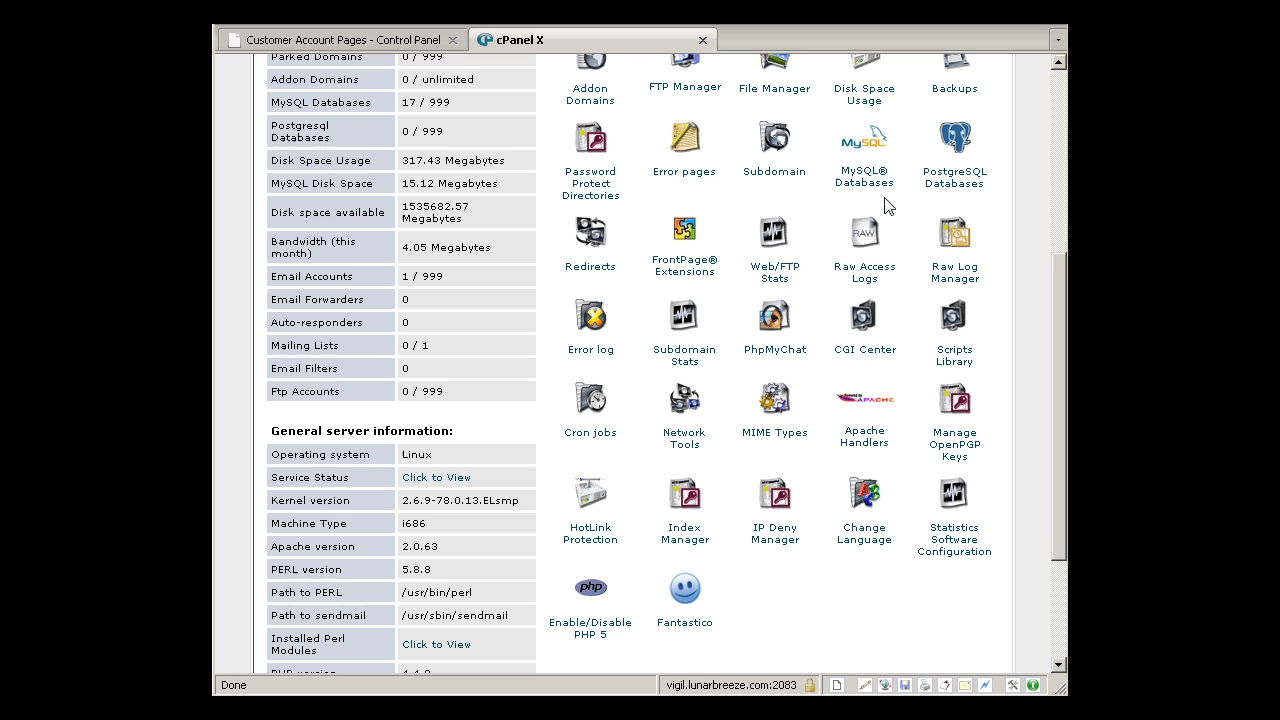 Customer Account Pages - Control Panel
cPanel X
Parked Domains
0 / 999
Addon Domains
0 / unlimited
MySQL Databases
17 / 999
Postgresql
Databases
0 / 999
Disk Space Usage
317.43 Megabytes
MySQL Disk Space
15.12 Megabytes
Disk space available
1535682.57
Megabytes
Bandwidth (this
month)
4.05 Megabytes
Email Accounts
1 / 999
Email Forwarders
0
Auto-responders
0
Mailing Lists
0 / 1
Email Filters
0
Ftp Accounts
0 / 999
General server information:
Operating system
Linux
Service Status
Click to View
Kernel version
2.6.9-78.0.13.ELsmp
Machine Type
i686
Apache version
2.0.63
PERL version
5.8.8
Path to PERL
/usr/bin/perl
Path to sendmail
/usr/sbin/sendmail
Installed Perl
Modules
Click to View
Addon
Domains
FTP Manager
File Manager
Disk Space
Usage
Backups
Password
Protect
Directories
Error pages
Subdomain
MySQL
MySQL®
Databases
PostgreSQL
Databases
Redirects
FrontPage®
Extensions
Web/FTP
Stats
RAW
Raw Access
Logs
Raw Log
Manager
Error log
Subdomain
Stats
PhpMyChat
CGI Center
Scripts
Library
Cron jobs
Network
Tools
MIME Types
APACHE
Apache
Handlers
Manage
OpenPGP
Keys
HotLink
Protection
Index
Manager
IP Deny
Manager
Change
Language
Statistics
Software
Configuration
php
Enable/Disable
PHP 5
Fantastico
Done
vigil.lunarbreeze.com:2083